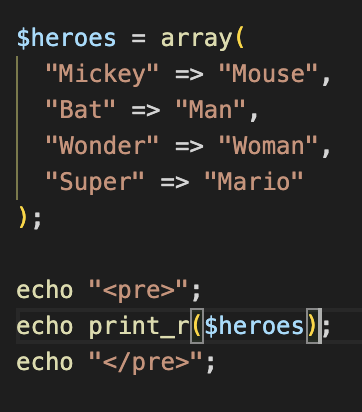 $heroes = array(
"Mickey" => "Mouse",
"Bat" => "Man",
"Wonder" => "Woman",
"Super" => "Mario"
);
echo "<pre>";
echo print_r($heroes);
echo "</pre>";